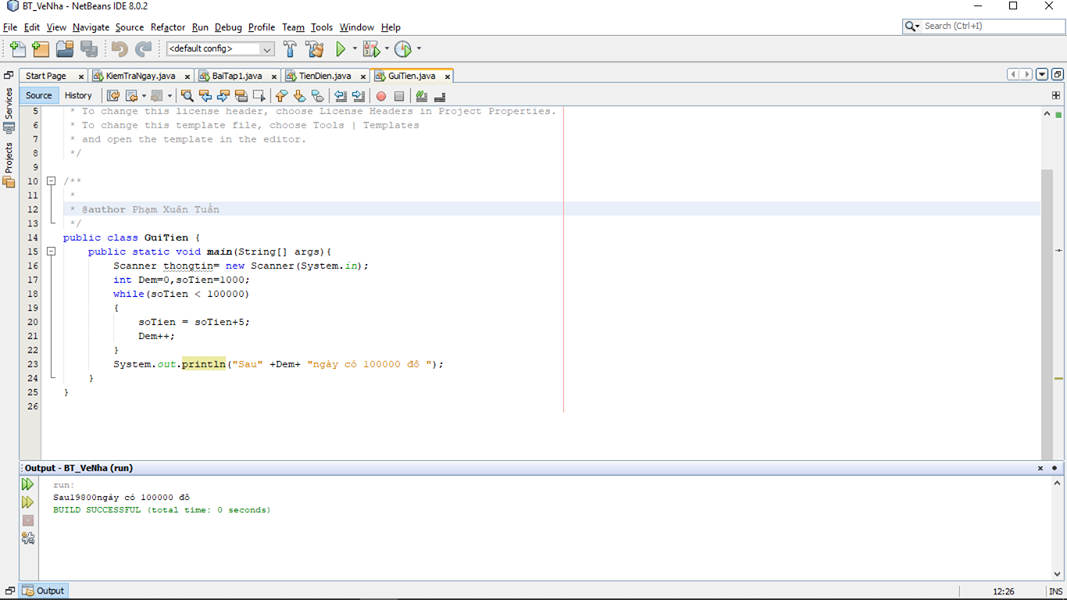 BT_VeNha - NetBeans IDE 8.0.2
File Edit View Navigate Source Refactor Run Debug Profile Team Tools Window Help
Search (Ctrl+I)
<default config>
Start Page KiemTraNgay.java BaiTap1.java TienDien.java GuiTien.java
Source History
Services
Projects
5 * To change this license header, choose License Headers in Project Properties.
6 * To change this template file, choose Tools | Templates
7 * and open the template in the editor.
8 */
9
10 /**
11 *
12 * @author Phạm Xuân Tuấn
13 */
14 public class GuiTien {
15 public static void main(String[] args){
16 Scanner thongtin= new Scanner(System.in);
17 int Dem=0,soTien=1000;
18 while(soTien < 100000)
19 {
20 soTien = soTien+5;
21 Dem++;
22 }
23 System.out.println("Sau" +Dem+ "ngày có 100000 đô ");
24 }
25 }
26
Output - BT_VeNha (run)
run:
Sau19800ngày có 100000 đô
BUILD SUCCESSFUL (total time: 0 seconds)
Output
12:26 INS